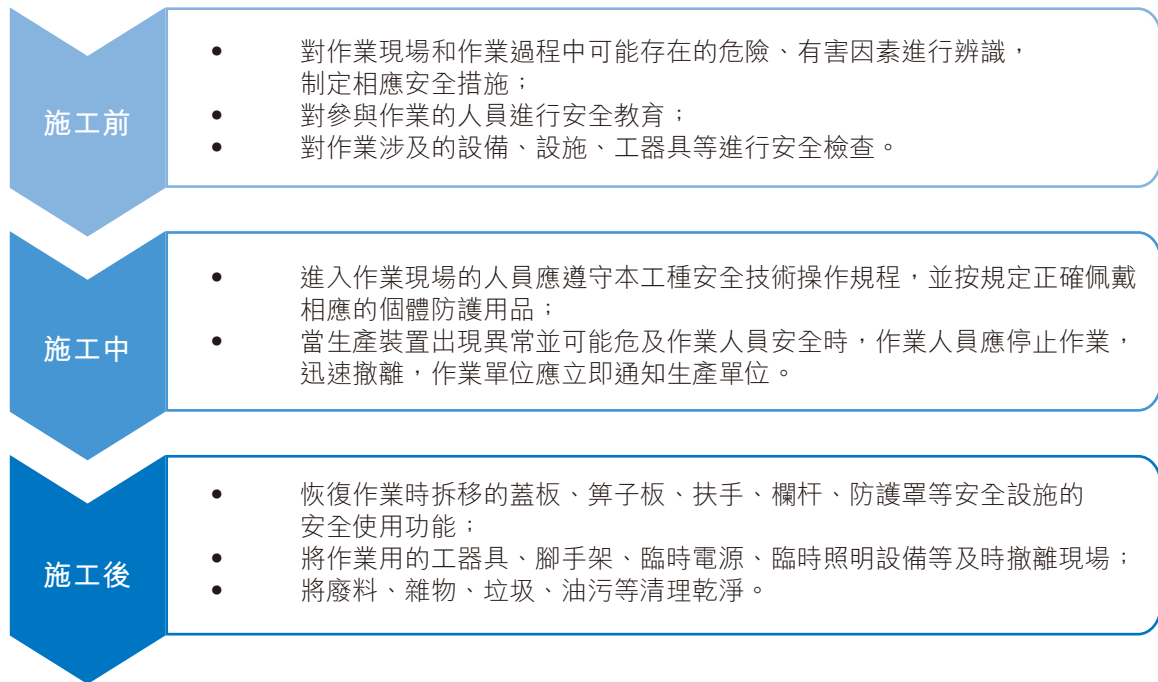 施工前
• 對作業現場和作業過程中可能存在的危險、有害因素進行辨識，
制定相應安全措施；
• 對參與作業的人員進行安全教育；
• 對作業涉及的設備、設施、工器具等進行安全檢查。
施工中
• 進入作業現場的人員應遵守本工種安全技術操作規程，並按規定正確佩戴
相應的個體防護用品；
• 當生產裝置出現異常並可能危及作業人員安全時，作業人員應停止作業，
迅速撤離，作業單位應立即通知生產單位。
施工後
• 恢復作業時拆移的蓋板、箅子板、扶手、欄杆、防護罩等安全設施的
安全使用功能；
• 將作業用的工器具、腳手架、臨時電源、臨時照明設備等及時撤離現場；
• 將廢料、雜物、垃圾、油污等清理乾淨。